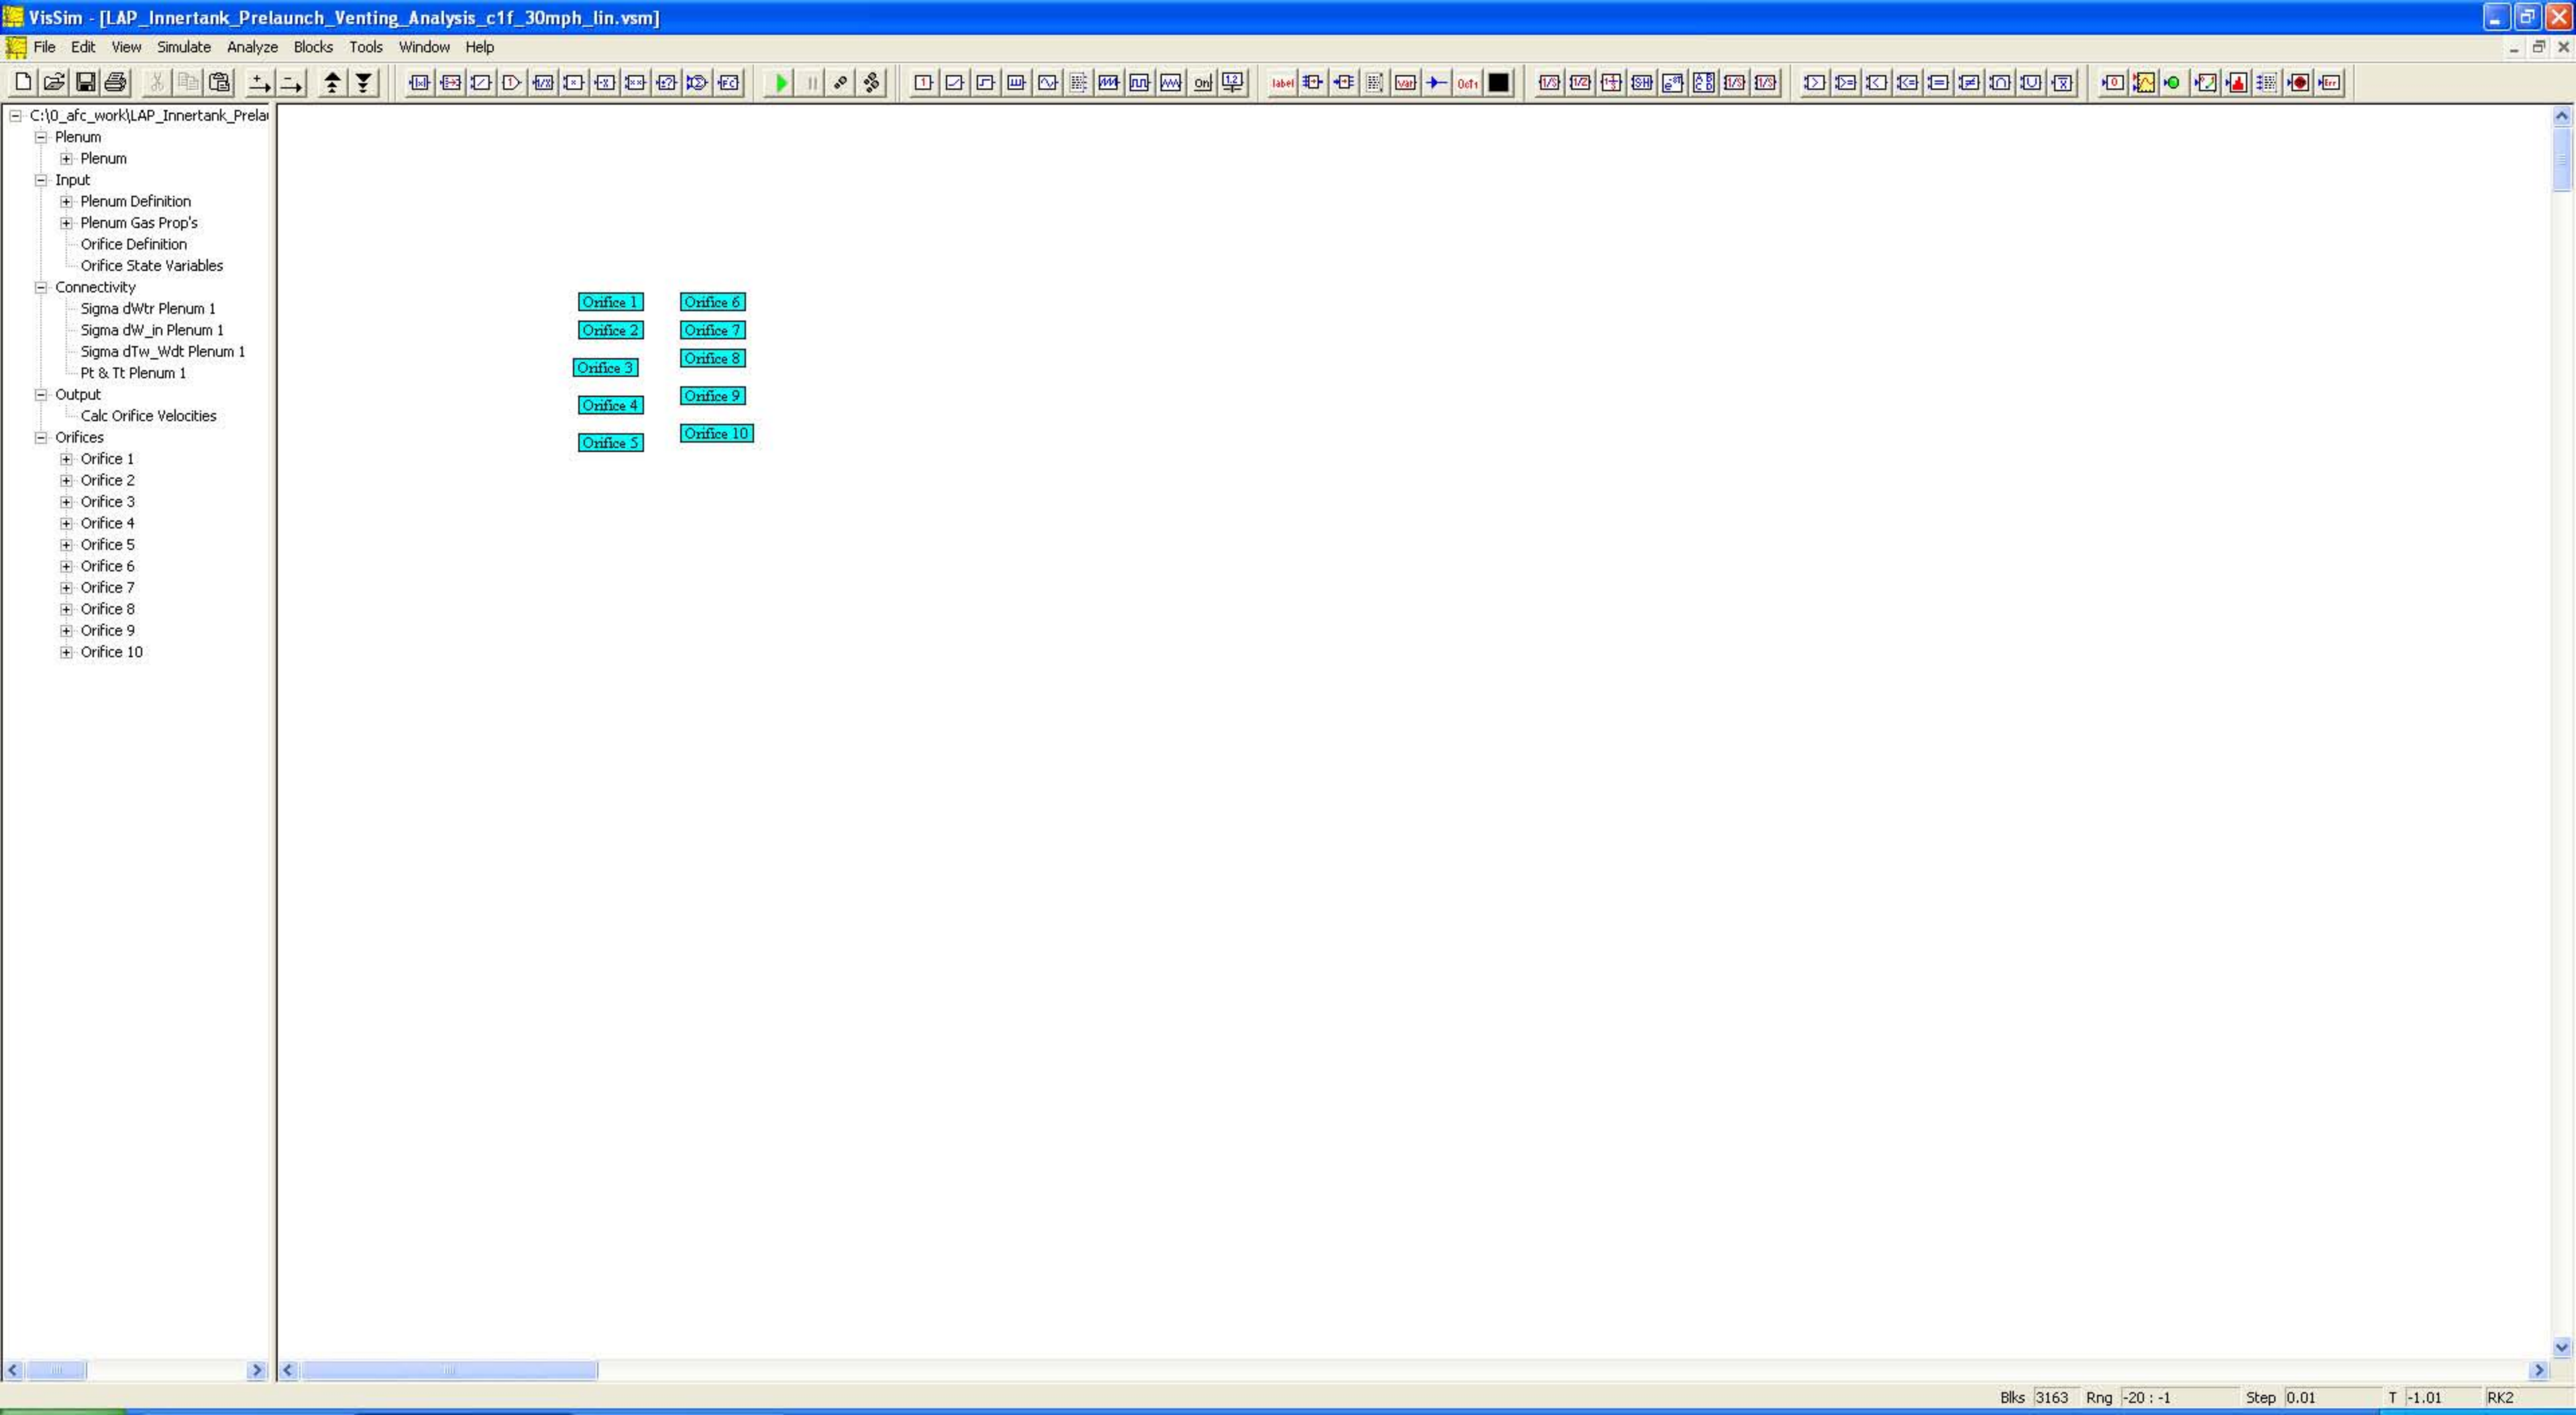 VisSim - [LAP_Innertank_Prelaunch_Venting_Analysis_c1f_30mph_lin.vsm]
File Edit View Simulate Analyze Blocks Tools Window Help
C:\0_afc_work\LAP_Innertank_Prela
Plenum
Plenum
Input
Plenum Definition
Plenum Gas Prop's
Orifice Definition
Orifice State Variables
Connectivity
Sigma dWtr Plenum 1
Sigma dW_in Plenum 1
Sigma dTw_Wdt Plenum 1
Pt & Tt Plenum 1
Output
Calc Orifice Velocities
Orifices
Orifice 1
Orifice 2
Orifice 3
Orifice 4
Orifice 5
Orifice 6
Orifice 7
Orifice 8
Orifice 9
Orifice 10
Orifice 1 Orifice 6
Orifice 2 Orifice 7
Orifice 3 Orifice 8
Orifice 4 Orifice 9
Orifice 5 Orifice 10
Blks 3163 Rng -20 : -1 Step 0.01 T -1.01 RK2